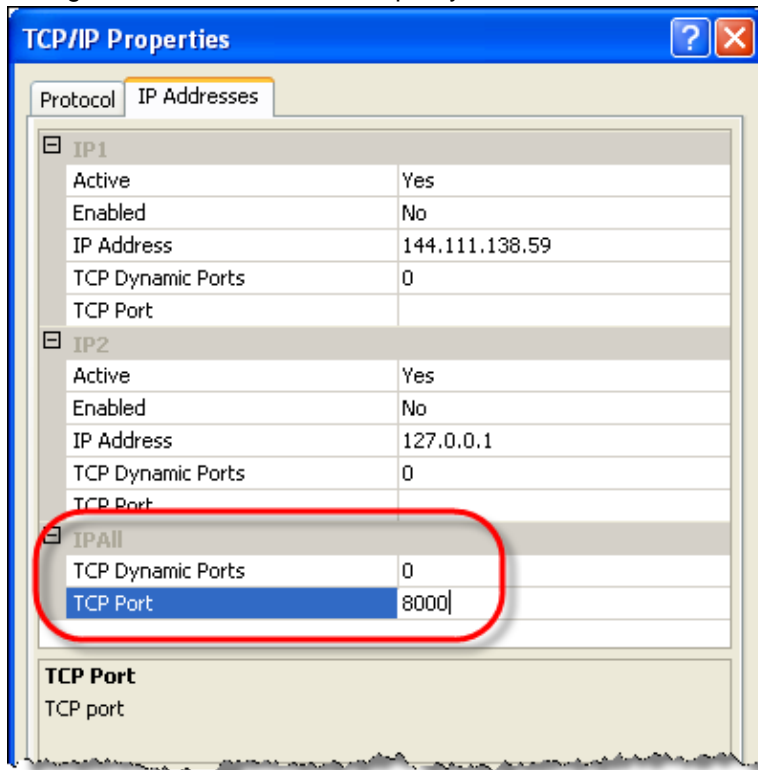 TCP/IP Properties
Protocol IP Addresses
IP1
Active Yes
Enabled No
IP Address 144.111.138.59
TCP Dynamic Ports 0
TCP Port
IP2
Active Yes
Enabled No
IP Address 127.0.0.1
TCP Dynamic Ports 0
TCP Port
IPAll
TCP Dynamic Ports 0
TCP Port 8000
TCP Port
TCP port